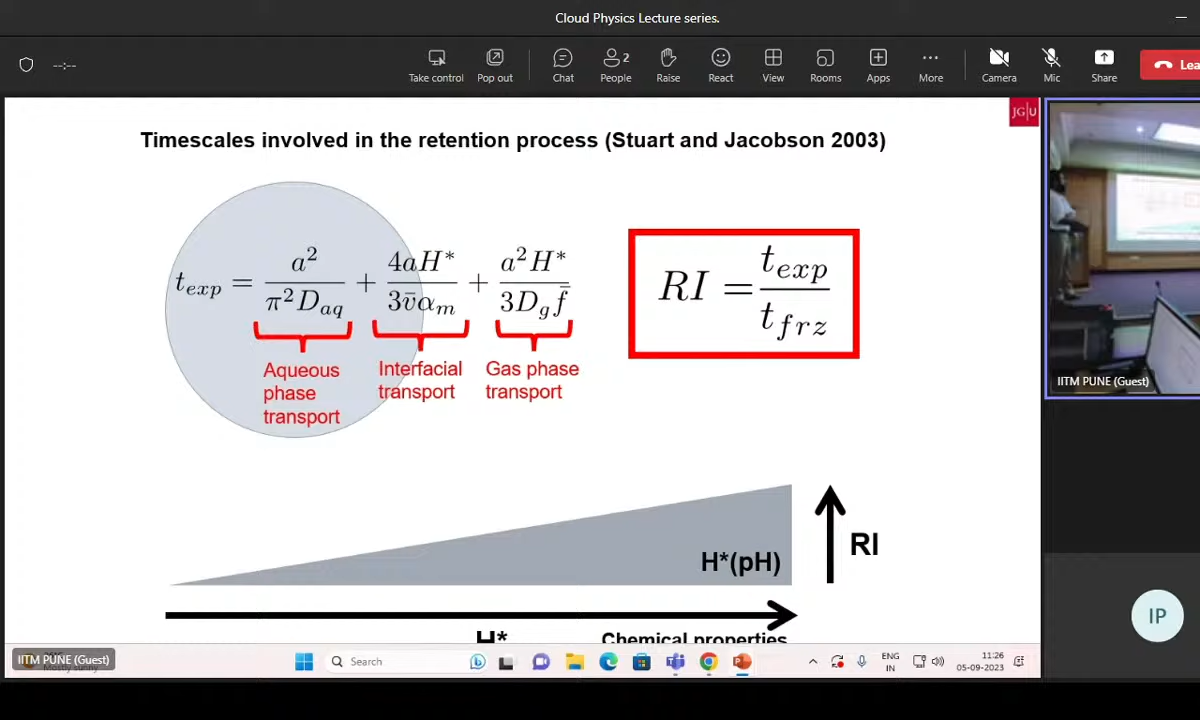 Cloud Physics Lecture series.
--:--
Take control
Pop out
Chat
People 2
Raise
React
View
Rooms
Apps
More
Camera
Mic
Share
Lea
JG|U
Timescales involved in the retention process (Stuart and Jacobson 2003)
t_exp = a²/(π² D_aq) + 4aH*/(3v̄α_m) + a²H*/(3D_g f̄)
RI = t_exp/t_frz
Aqueous
phase
transport
Interfacial
transport
Gas phase
transport
H*(pH)
RI
H*
Chemical properties
IITM PUNE (Guest)
IP
IITM PUNE (Guest)
Search
ENG
IN
11:26
05-09-2023